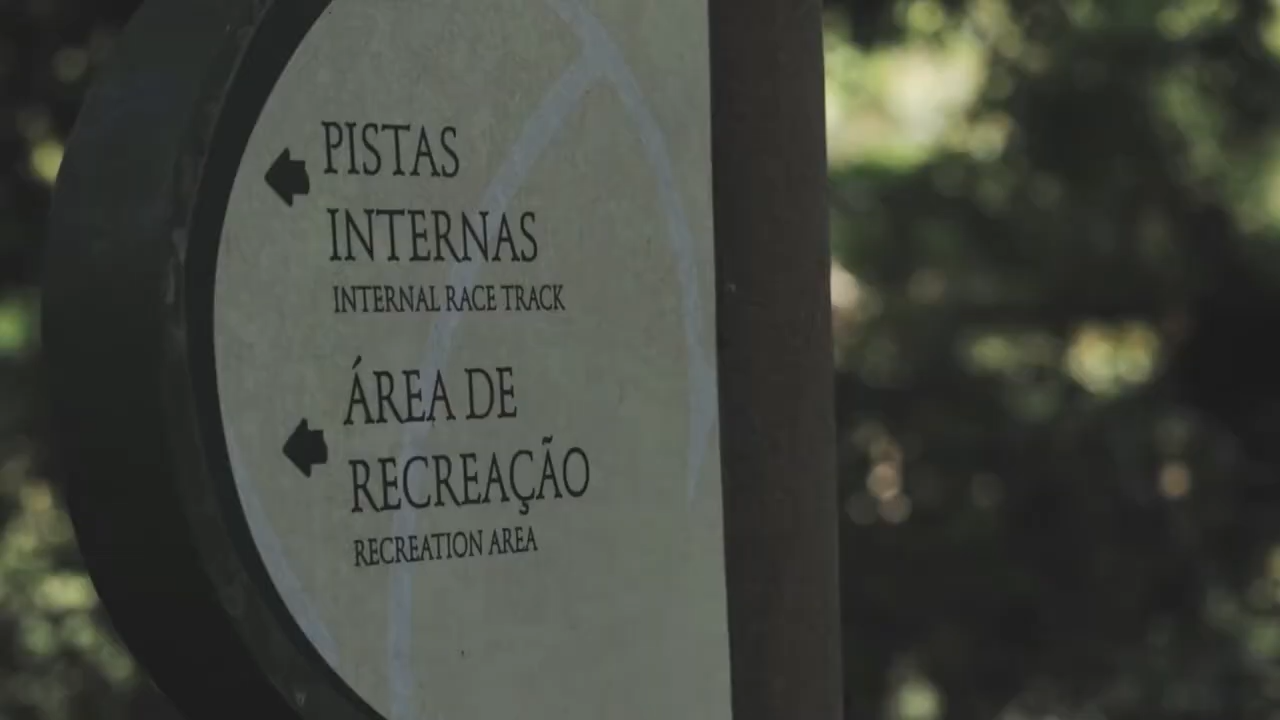 PISTAS
INTERNAS
INTERNAL RACE TRACK
ÁREA DE
RECREAÇÃO
RECREATION AREA